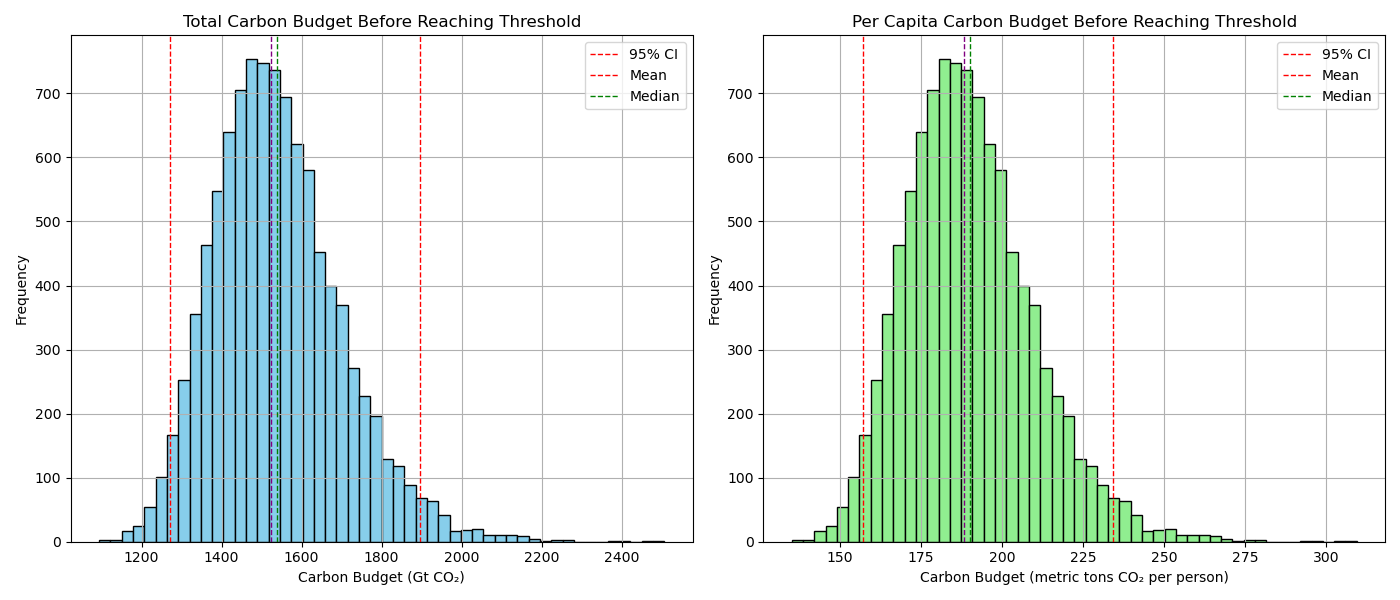 Total Carbon Budget Before Reaching Threshold
700
600
500
400
300
200
100
0
Frequency
1200 1400 1600 1800 2000 2200 2400
Carbon Budget (Gt CO₂)
95% CI
Mean
Median
Per Capita Carbon Budget Before Reaching Threshold
700
600
500
400
300
200
100
0
Frequency
150 175 200 225 250 275 300
Carbon Budget (metric tons CO₂ per person)
95% CI
Mean
Median